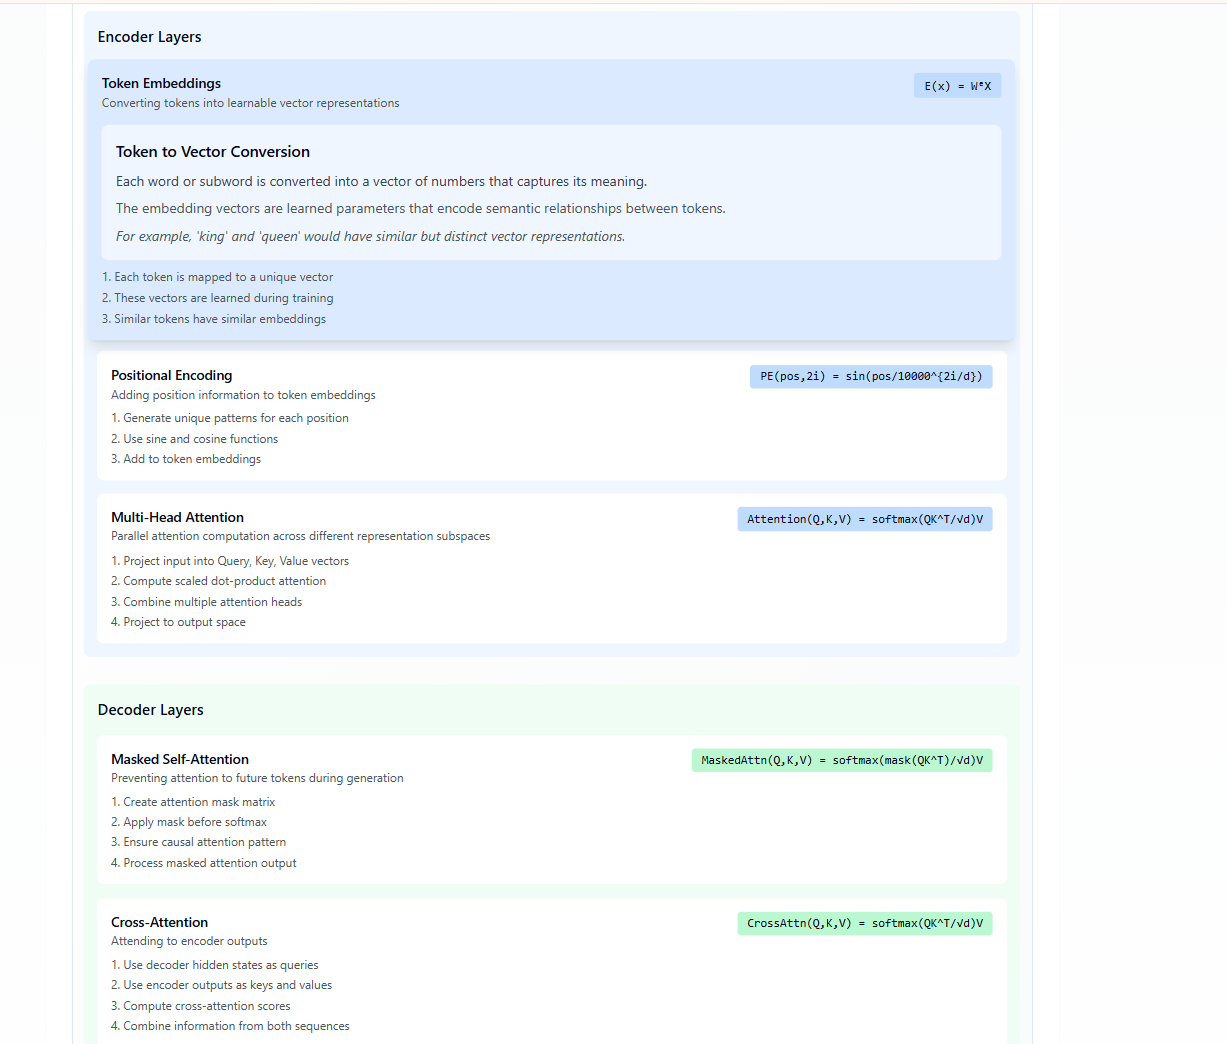 Encoder Layers
Token Embeddings
E(x) = WᵉX
Converting tokens into learnable vector representations
Token to Vector Conversion
Each word or subword is converted into a vector of numbers that captures its meaning.
The embedding vectors are learned parameters that encode semantic relationships between tokens.
For example, 'king' and 'queen' would have similar but distinct vector representations.
1. Each token is mapped to a unique vector
2. These vectors are learned during training
3. Similar tokens have similar embeddings
Positional Encoding
PE(pos,2i) = sin(pos/10000^{2i/d})
Adding position information to token embeddings
1. Generate unique patterns for each position
2. Use sine and cosine functions
3. Add to token embeddings
Multi-Head Attention
Attention(Q,K,V) = softmax(QK^T/√d)V
Parallel attention computation across different representation subspaces
1. Project input into Query, Key, Value vectors
2. Compute scaled dot-product attention
3. Combine multiple attention heads
4. Project to output space
Decoder Layers
Masked Self-Attention
MaskedAttn(Q,K,V) = softmax(mask(QK^T)/√d)V
Preventing attention to future tokens during generation
1. Create attention mask matrix
2. Apply mask before softmax
3. Ensure causal attention pattern
4. Process masked attention output
Cross-Attention
CrossAttn(Q,K,V) = softmax(QK^T/√d)V
Attending to encoder outputs
1. Use decoder hidden states as queries
2. Use encoder outputs as keys and values
3. Compute cross-attention scores
4. Combine information from both sequences